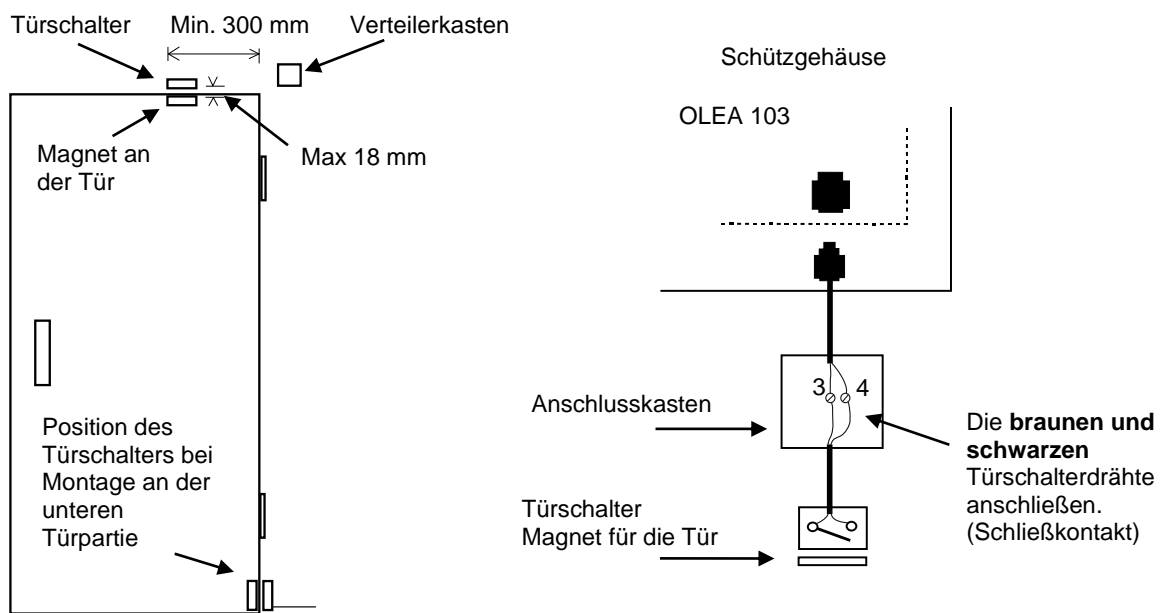 Türschalter
Min. 300 mm
Verteilerkasten
Magnet an
der Tür
Max 18 mm
Position des
Türschalters bei
Montage an der
unteren
Türpartie
Schützgehäuse
OLEA 103
3 4
Anschlusskasten
Die braunen und
schwarzen
Türschalterdrähte
anschließen.
(Schließkontakt)
Türschalter
Magnet für die Tür